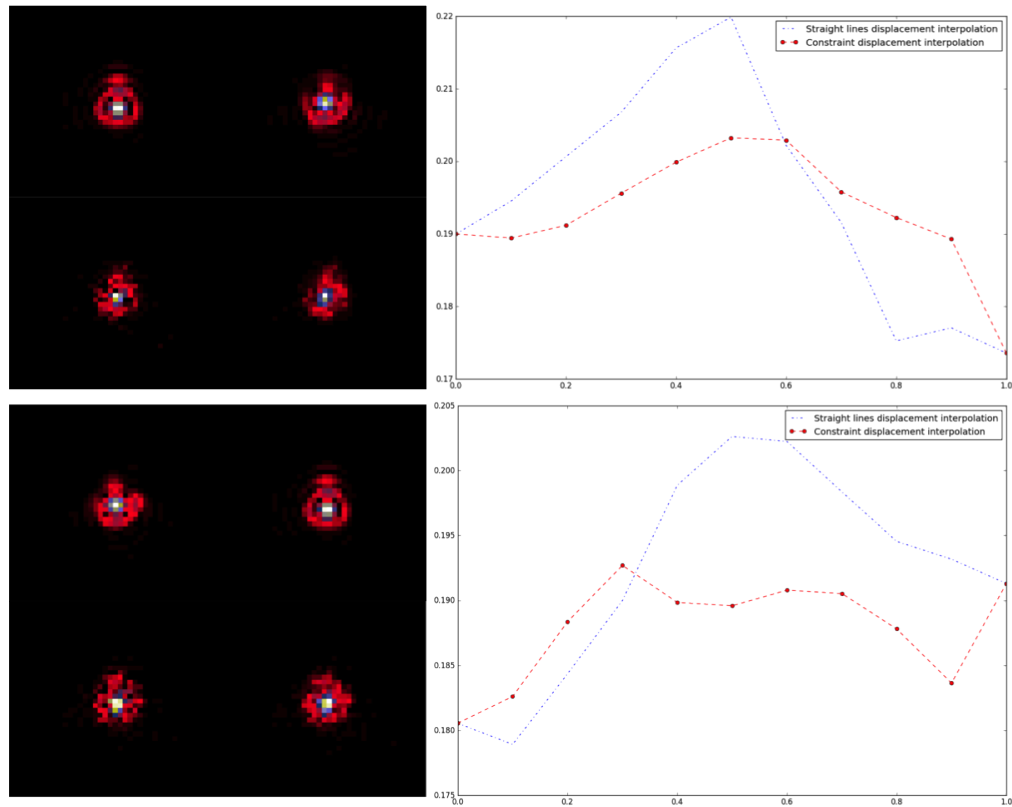 0.22
0.21
0.20
0.19
0.18
0.17
0.0 0.2 0.4 0.6 0.8 1.0
Straight lines displacement interpolation
Constraint displacement interpolation
0.205
0.200
0.195
0.190
0.185
0.180
0.175
0.0 0.2 0.4 0.6 0.8 1.0
Straight lines displacement interpolation
Constraint displacement interpolation